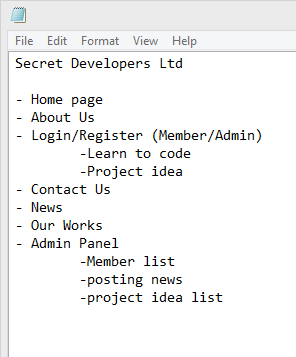 File Edit Format View Help
Secret Developers Ltd
- Home page
- About Us
- Login/Register (Member/Admin)
-Learn to code
-Project idea
- Contact Us
- News
- Our Works
- Admin Panel
-Member list
-posting news
-project idea list